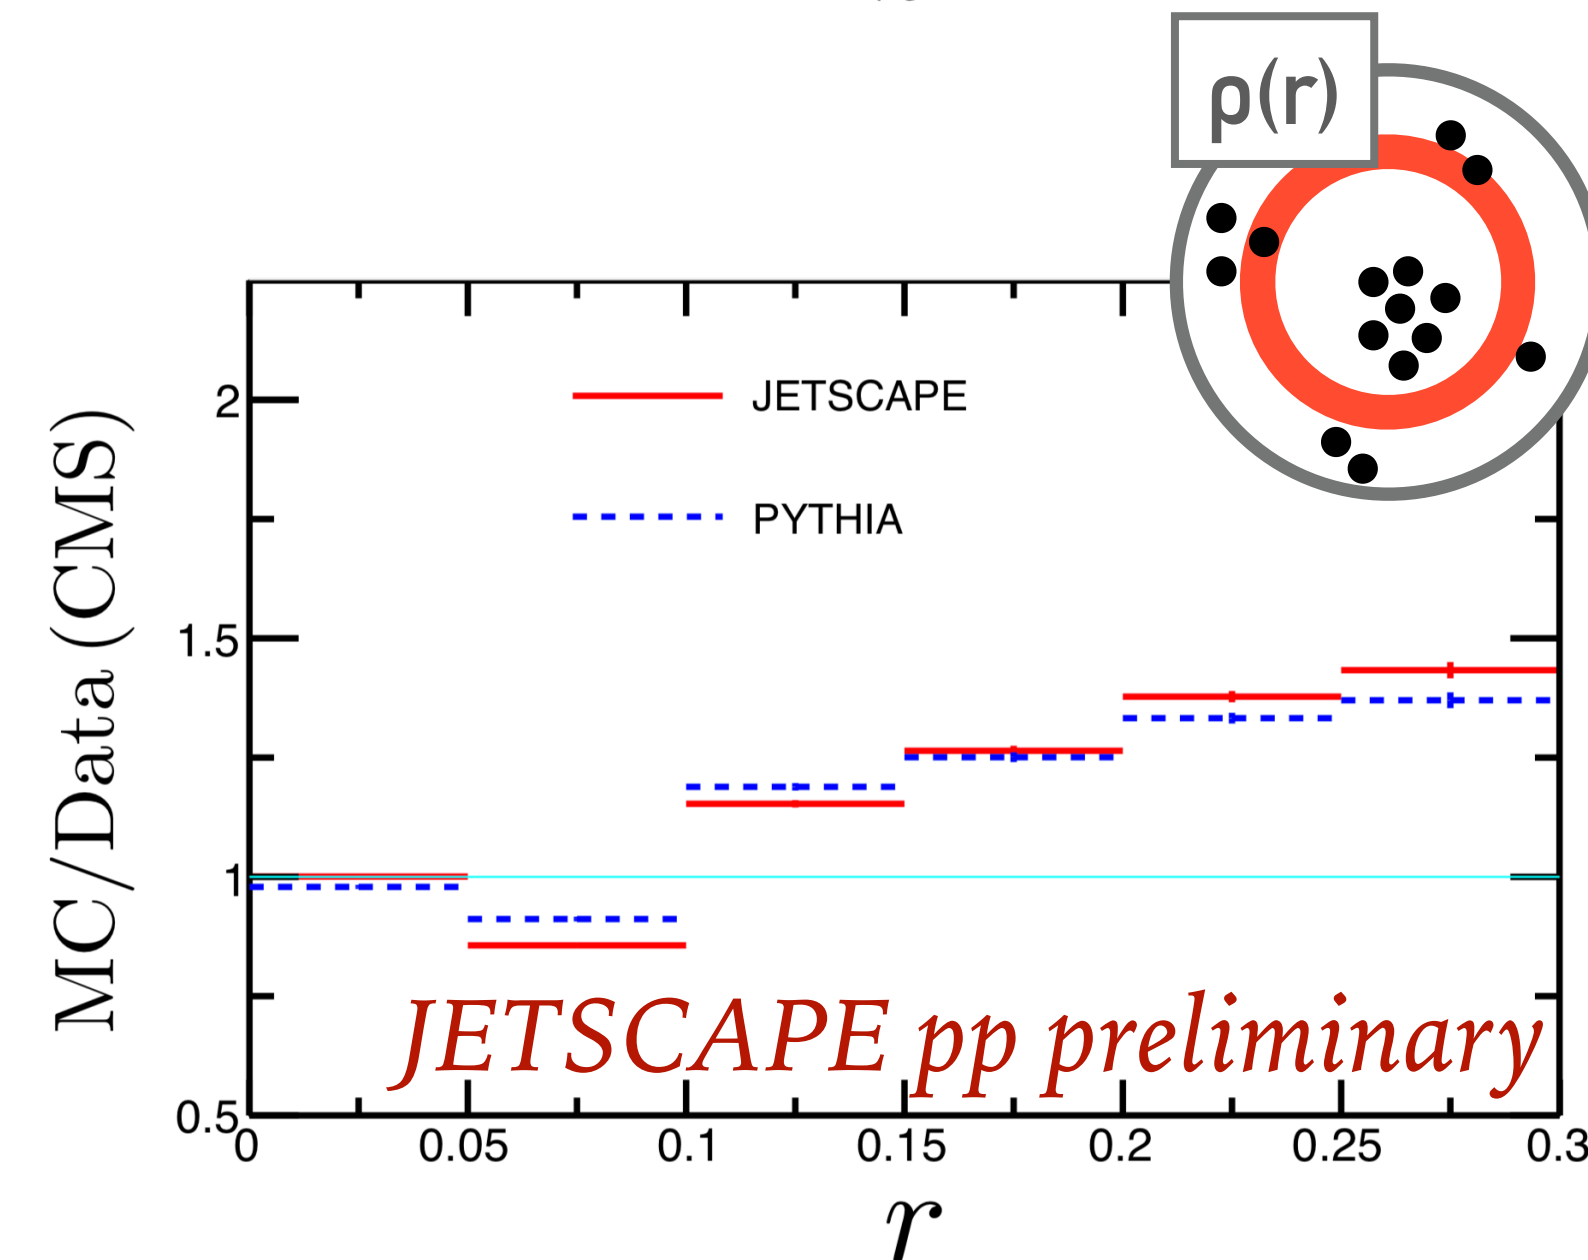 ρ(r)
MC/Data (CMS)
2
1.5
1
0.5
JETSCAPE
PYTHIA
JETSCAPE pp preliminary
0 0.05 0.1 0.15 0.2 0.25 0.3
r